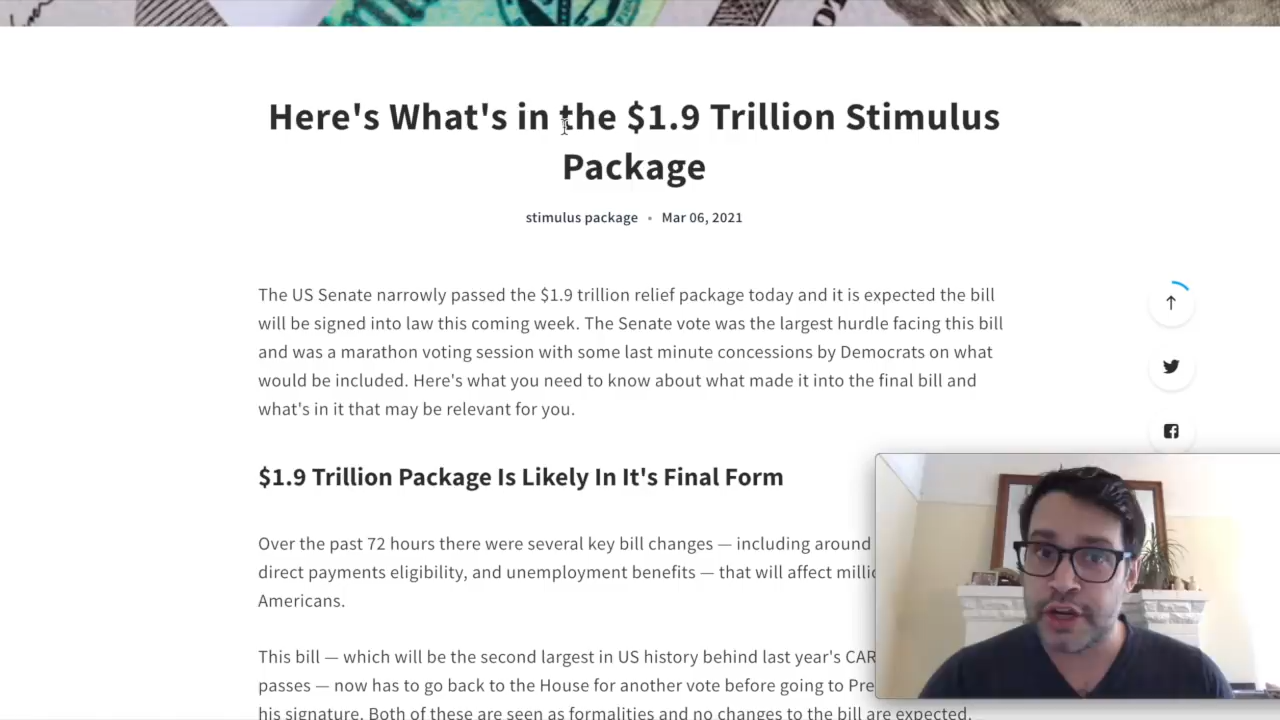 Here's What's in the $1.9 Trillion Stimulus
Package
stimulus package • Mar 06, 2021
The US Senate narrowly passed the $1.9 trillion relief package today and it is expected the bill
will be signed into law this coming week. The Senate vote was the largest hurdle facing this bill
and was a marathon voting session with some last minute concessions by Democrats on what
would be included. Here's what you need to know about what made it into the final bill and
what's in it that may be relevant for you.
$1.9 Trillion Package Is Likely In It's Final Form
Over the past 72 hours there were several key bill changes — including around
direct payments eligibility, and unemployment benefits — that will affect
Americans.
This bill — which will be the second largest in US history behind last year's
passes — now has to go back to the House for another vote before going to
his signature. Both of these are seen as formalities and no changes to the bill are expected.